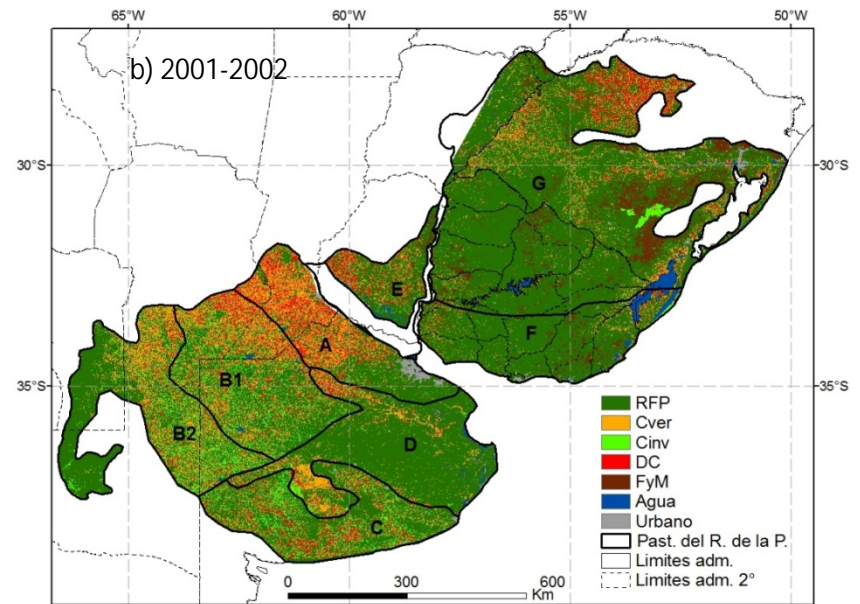 65°W
60°W
55°W
50°W
b) 2001-2002
30°S
30°S
G
E
A
F
B1
35°S
35°S
B2
D
C
RFP
Cver
Cinv
DC
FyM
Agua
Urbano
Past. del R. de la P.
Limites adm.
Limites adm. 2°
0 300 600
Km